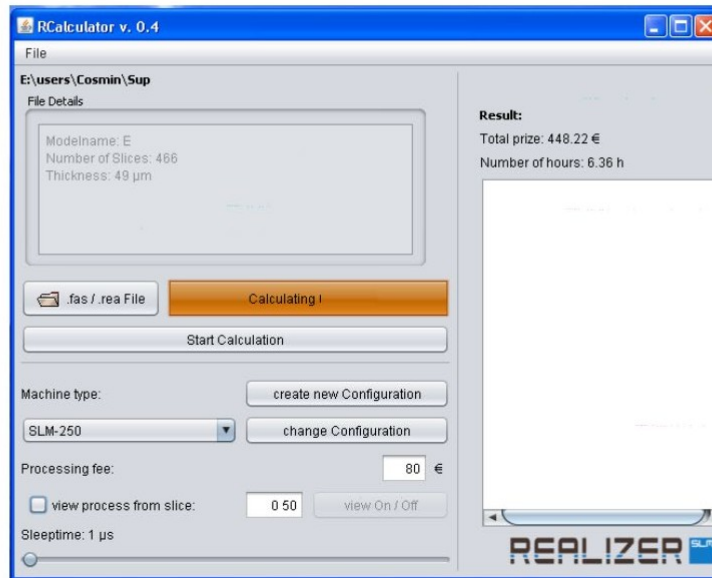 RCalculator v. 0.4
File
E:\users\Cosmin\Sup
File Details
Modelname: E
Number of Slices: 466
Thickness: 49 µm
.fas / .rea File
Calculating !
Start Calculation
Machine type:
create new Configuration
SLM-250
change Configuration
Processing fee:
80 €
view process from slice:
0 50
view On / Off
Sleeptime: 1 µs
Result:
Total prize: 448.22 €
Number of hours: 6.36 h
REALIZER
SLM